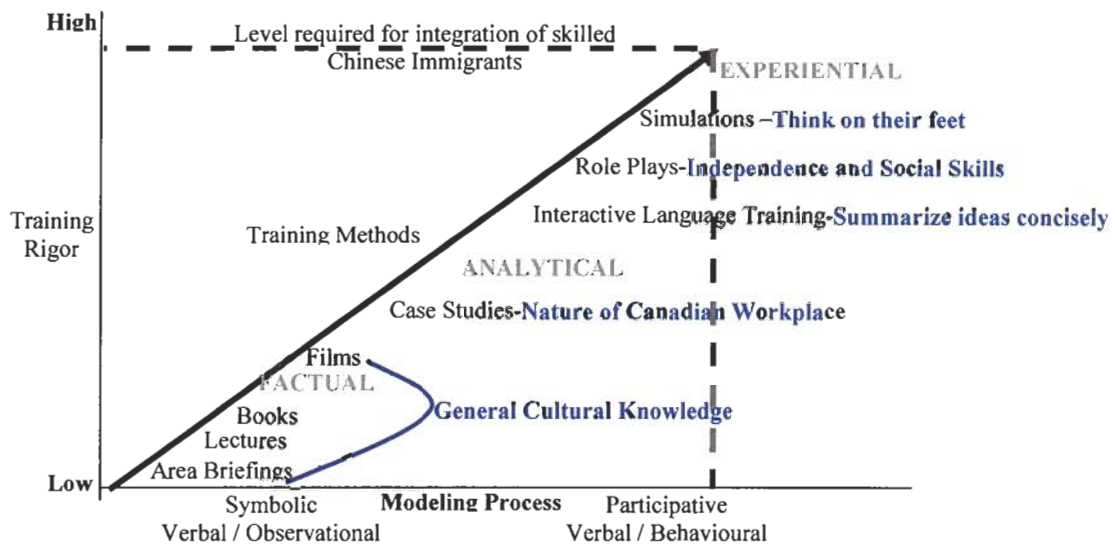 High
Level required for integration of skilled
Chinese Immigrants
EXPERIENTIAL
Simulations –Think on their feet
Role Plays-Independence and Social Skills
Training
Rigor
Interactive Language Training-Summarize ideas concisely
Training Methods
ANALYTICAL
Case Studies-Nature of Canadian Workplace
Films
FACTUAL
General Cultural Knowledge
Books
Lectures
Area Briefings
Low
Symbolic
Verbal / Observational
Modeling Process
Participative
Verbal / Behavioural